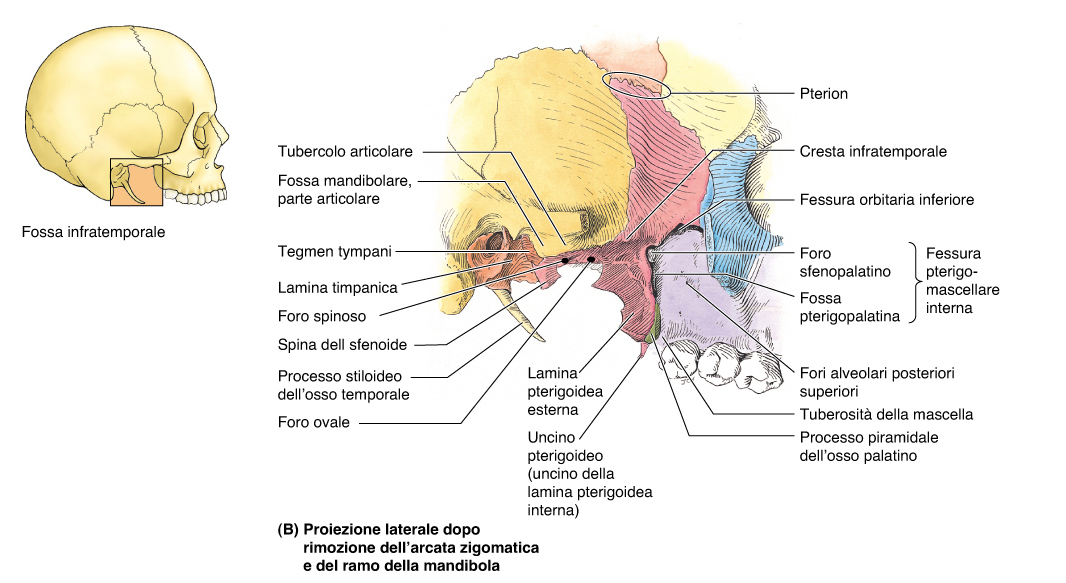 Fossa infratemporale
Tubercolo articolare
Fossa mandibolare,
parte articolare
Tegmen tympani
Lamina timpanica
Foro spinoso
Spina dell sfenoide
Processo stiloideo
dell'osso temporale
Foro ovale
Lamina
pterigoidea
esterna
Uncino
pterigoideo
(uncino della
lamina pterigoidea
interna)
Pterion
Cresta infratemporale
Fessura orbitaria inferiore
Foro
sfenopalatino
Fossa
pterigopalatina
Fessura
pterigo-
mascellare
interna
Fori alveolari posteriori
superiori
Tuberosità della mascella
Processo piramidale
dell'osso palatino
(B) Proiezione laterale dopo
rimozione dell'arcata zigomatica
e del ramo della mandibola